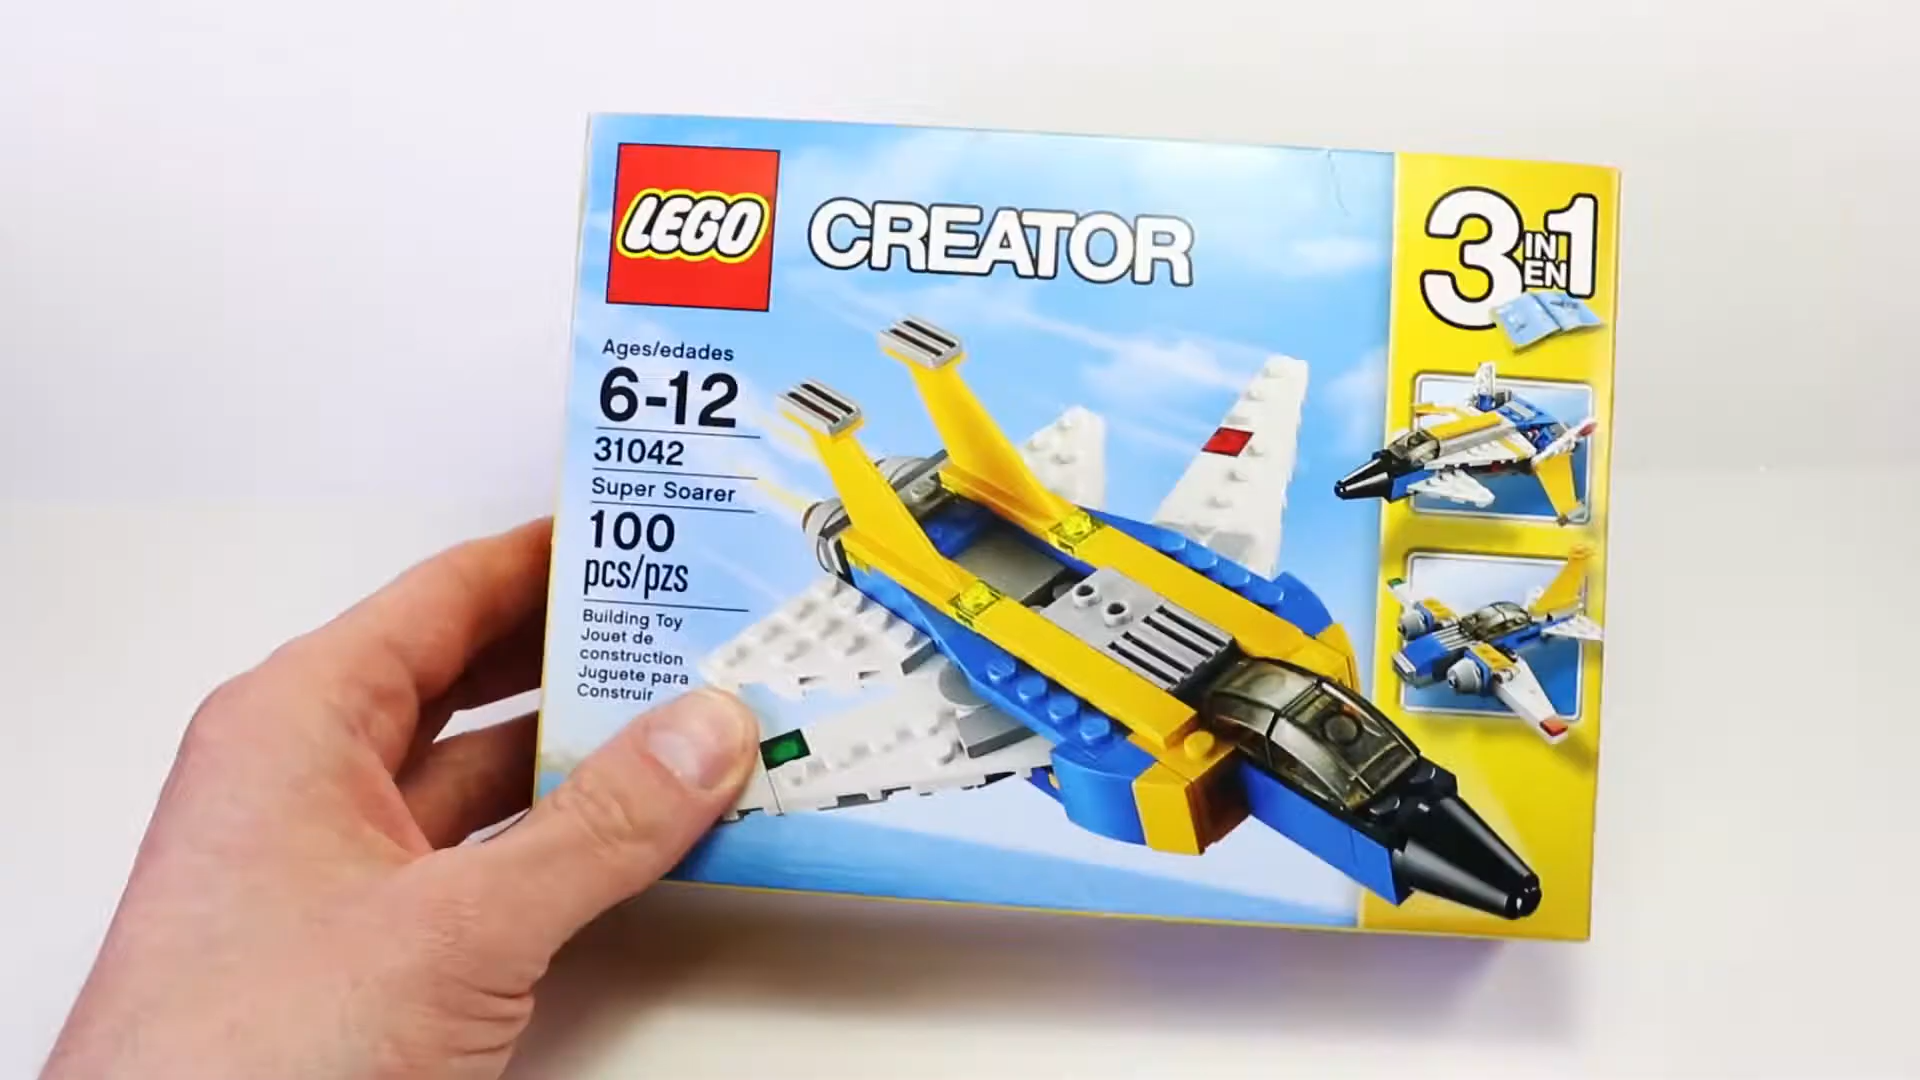 LEGO
CREATOR
3 IN EN 1
Ages/edades
6-12
31042
Super Soarer
100
pcs/pzs
Building Toy
Jouet de
construction
Juguete para
Construir